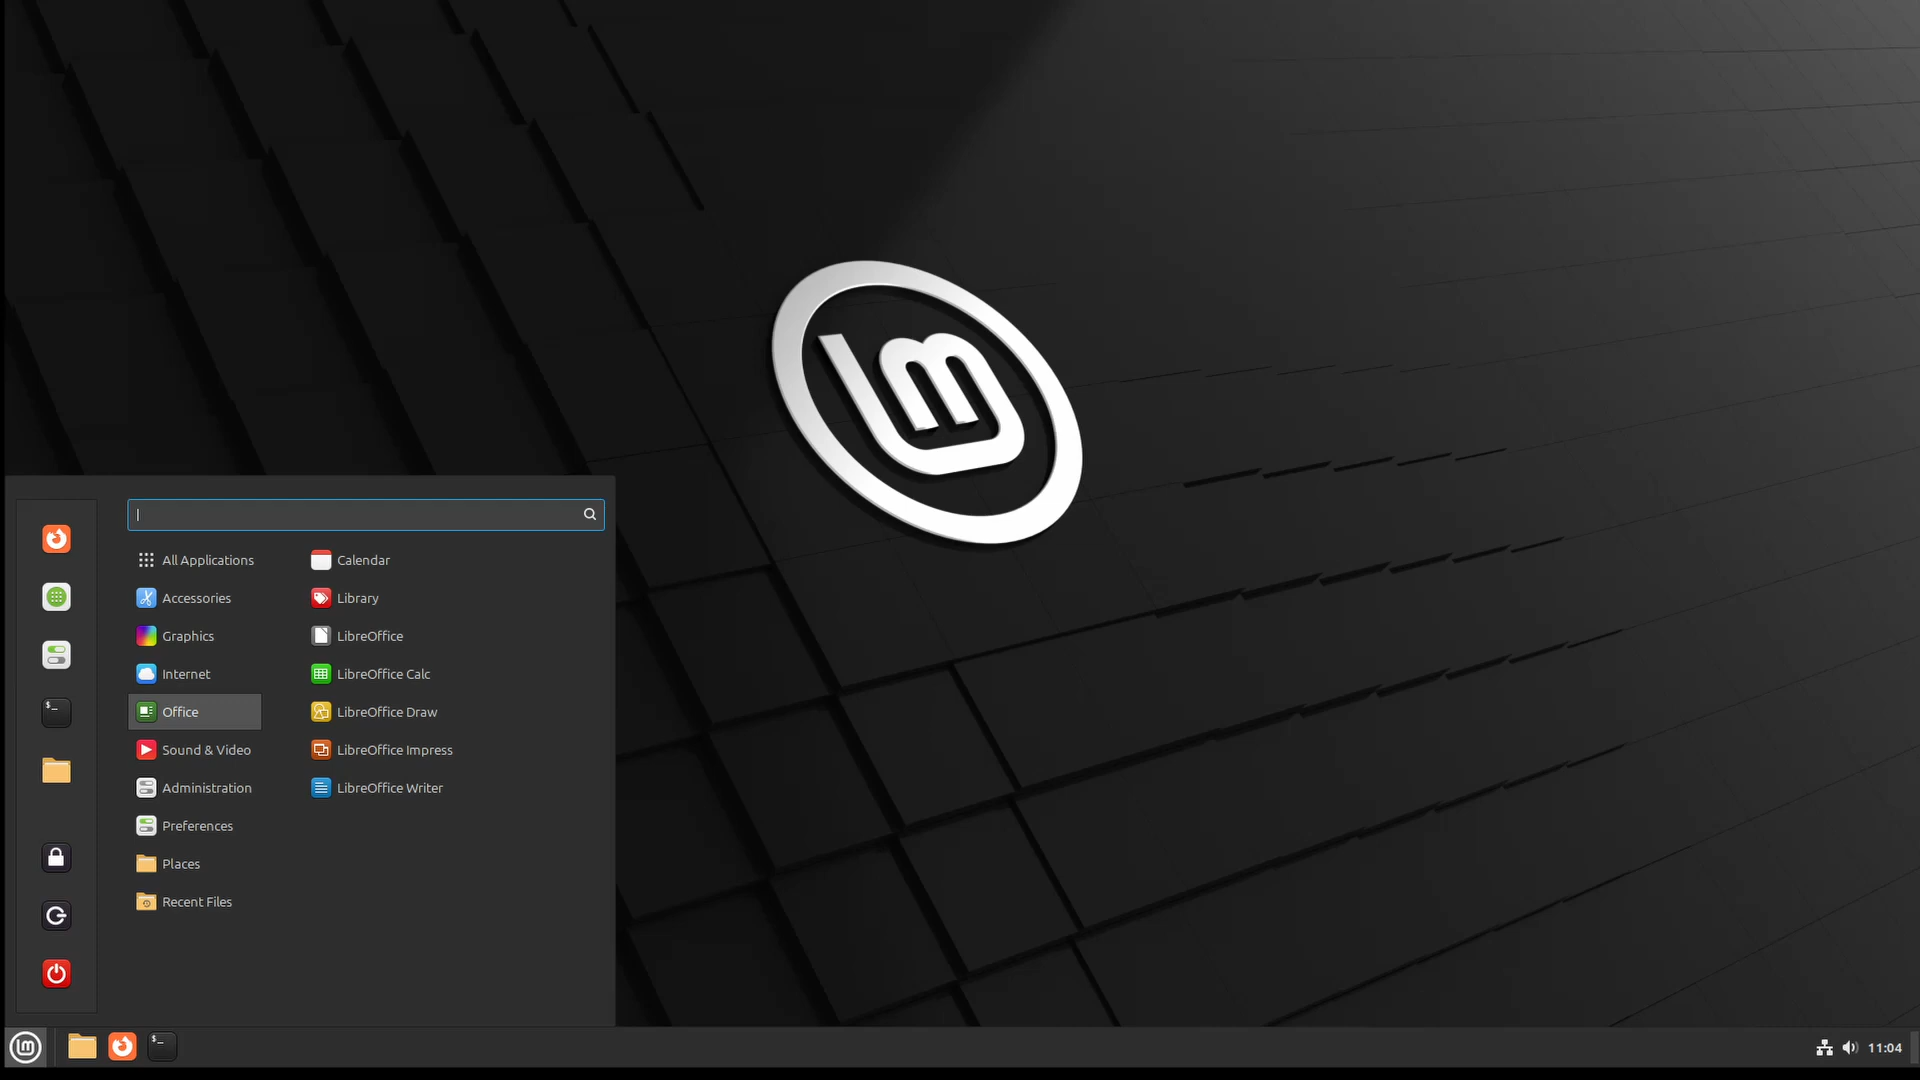 All Applications
Accessories
Graphics
Internet
Office
Sound & Video
Administration
Preferences
Places
Recent Files
Calendar
Library
LibreOffice
LibreOffice Calc
LibreOffice Draw
LibreOffice Impress
LibreOffice Writer
$_
$_
11:04